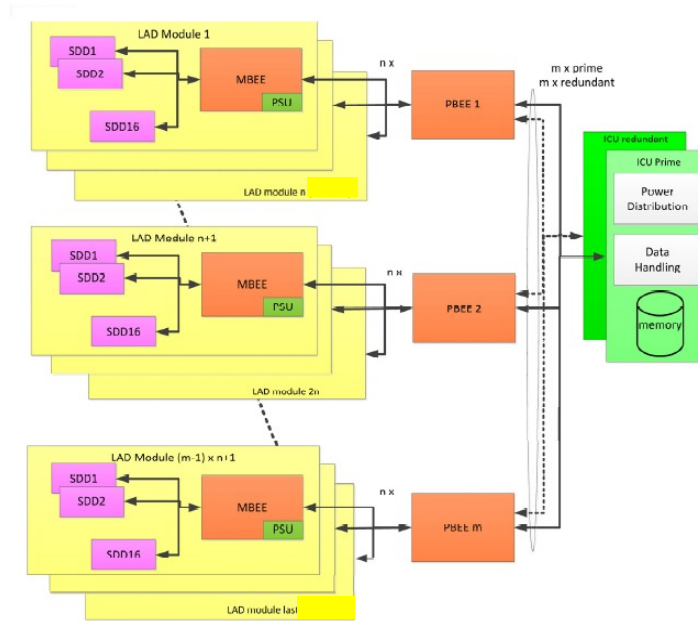 LAD Module 1
SDD1
SDD2
SDD16
MBEE
PSU
LAD module n
n x
PBEE 1
m x prime
m x redundant
ICU redundant
ICU Prime
Power
Distribution
Data
Handling
memory
LAD Module n+1
SDD1
SDD2
SDD16
MBEE
PSU
LAD module 2n
n x
PBEE 2
LAD Module (m-1) x n+1
SDD1
SDD2
SDD16
MBEE
PSU
LAD module last
n x
PBEE m